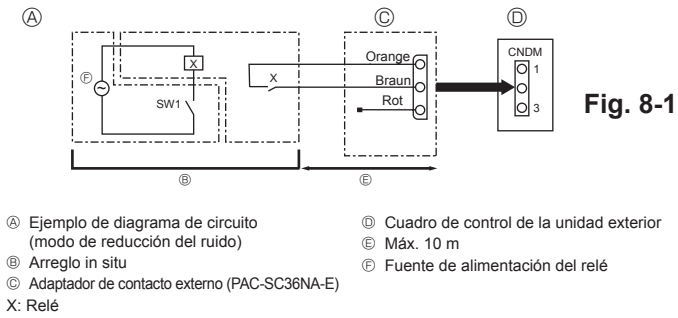 Ⓐ
Ⓒ
Ⓓ
Orange
Braun
Rot
Ⓕ
X
SW1
X
CNDM
1
3
Fig. 8-1
Ⓑ
Ⓔ
Ⓐ Ejemplo de diagrama de circuito
(modo de reducción del ruido)
Ⓑ Arreglo in situ
Ⓒ Adaptador de contacto externo (PAC-SC36NA-E)
X: Relé
Ⓓ Cuadro de control de la unidad exterior
Ⓔ Máx. 10 m
Ⓕ Fuente de alimentación del relé